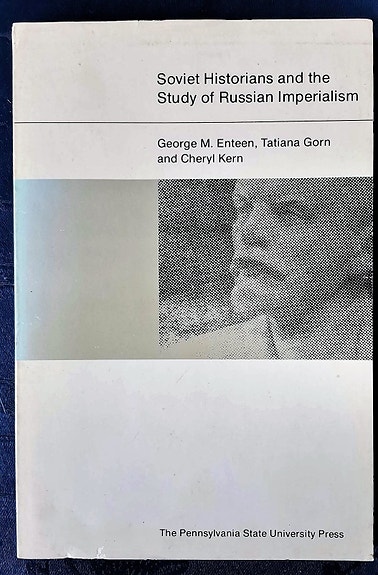 Soviet Historians and the
Study of Russian Imperialism
George M. Enteen, Tatiana Gorn
and Cheryl Kern
The Pennsylvania State University Press